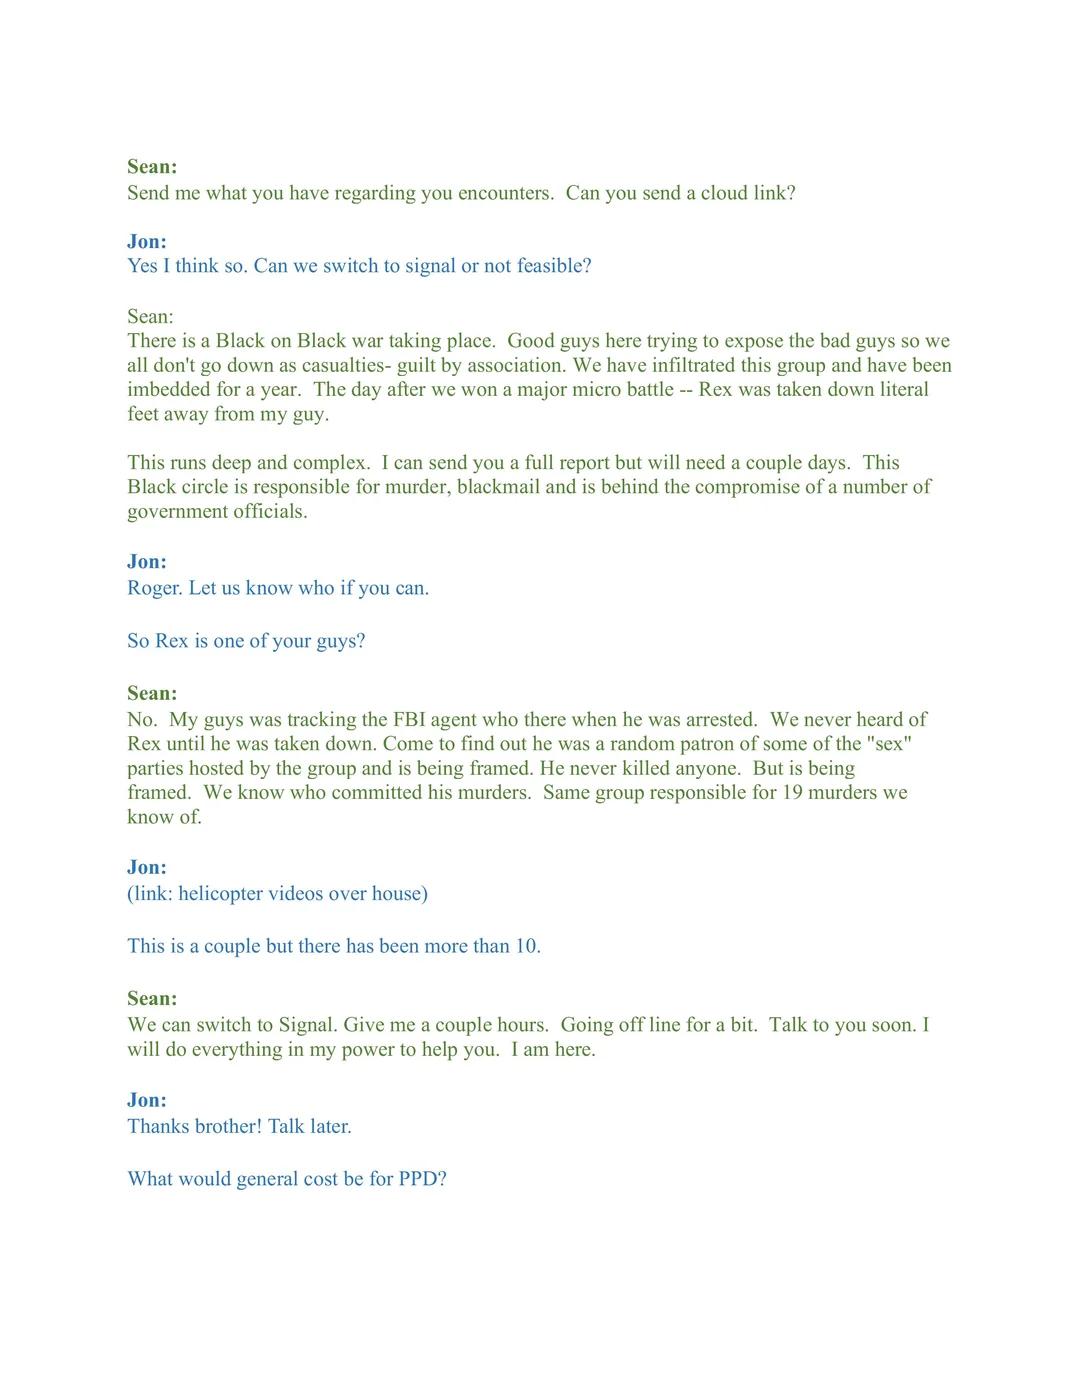 Sean:
Send me what you have regarding you encounters.  Can you send a cloud link?
Jon:
Yes I think so. Can we switch to signal or not feasible?
Sean:
There is a Black on Black war taking place.  Good guys here trying to expose the bad guys so we
all don't go down as casualties- guilt by association. We have infiltrated this group and have been
imbedded for a year.  The day after we won a major micro battle -- Rex was taken down literal
feet away from my guy.
This runs deep and complex.  I can send you a full report but will need a couple days.  This
Black circle is responsible for murder, blackmail and is behind the compromise of a number of
government officials.
Jon:
Roger. Let us know who if you can.
So Rex is one of your guys?
Sean:
No.  My guys was tracking the FBI agent who there when he was arrested.  We never heard of
Rex until he was taken down. Come to find out he was a random patron of some of the "sex"
parties hosted by the group and is being framed. He never killed anyone.  But is being
framed.  We know who committed his murders.  Same group responsible for 19 murders we
know of.
Jon:
(link: helicopter videos over house)
This is a couple but there has been more than 10.
Sean:
We can switch to Signal. Give me a couple hours.  Going off line for a bit.  Talk to you soon. I
will do everything in my power to help you.  I am here.
Jon:
Thanks brother! Talk later.
What would general cost be for PPD?